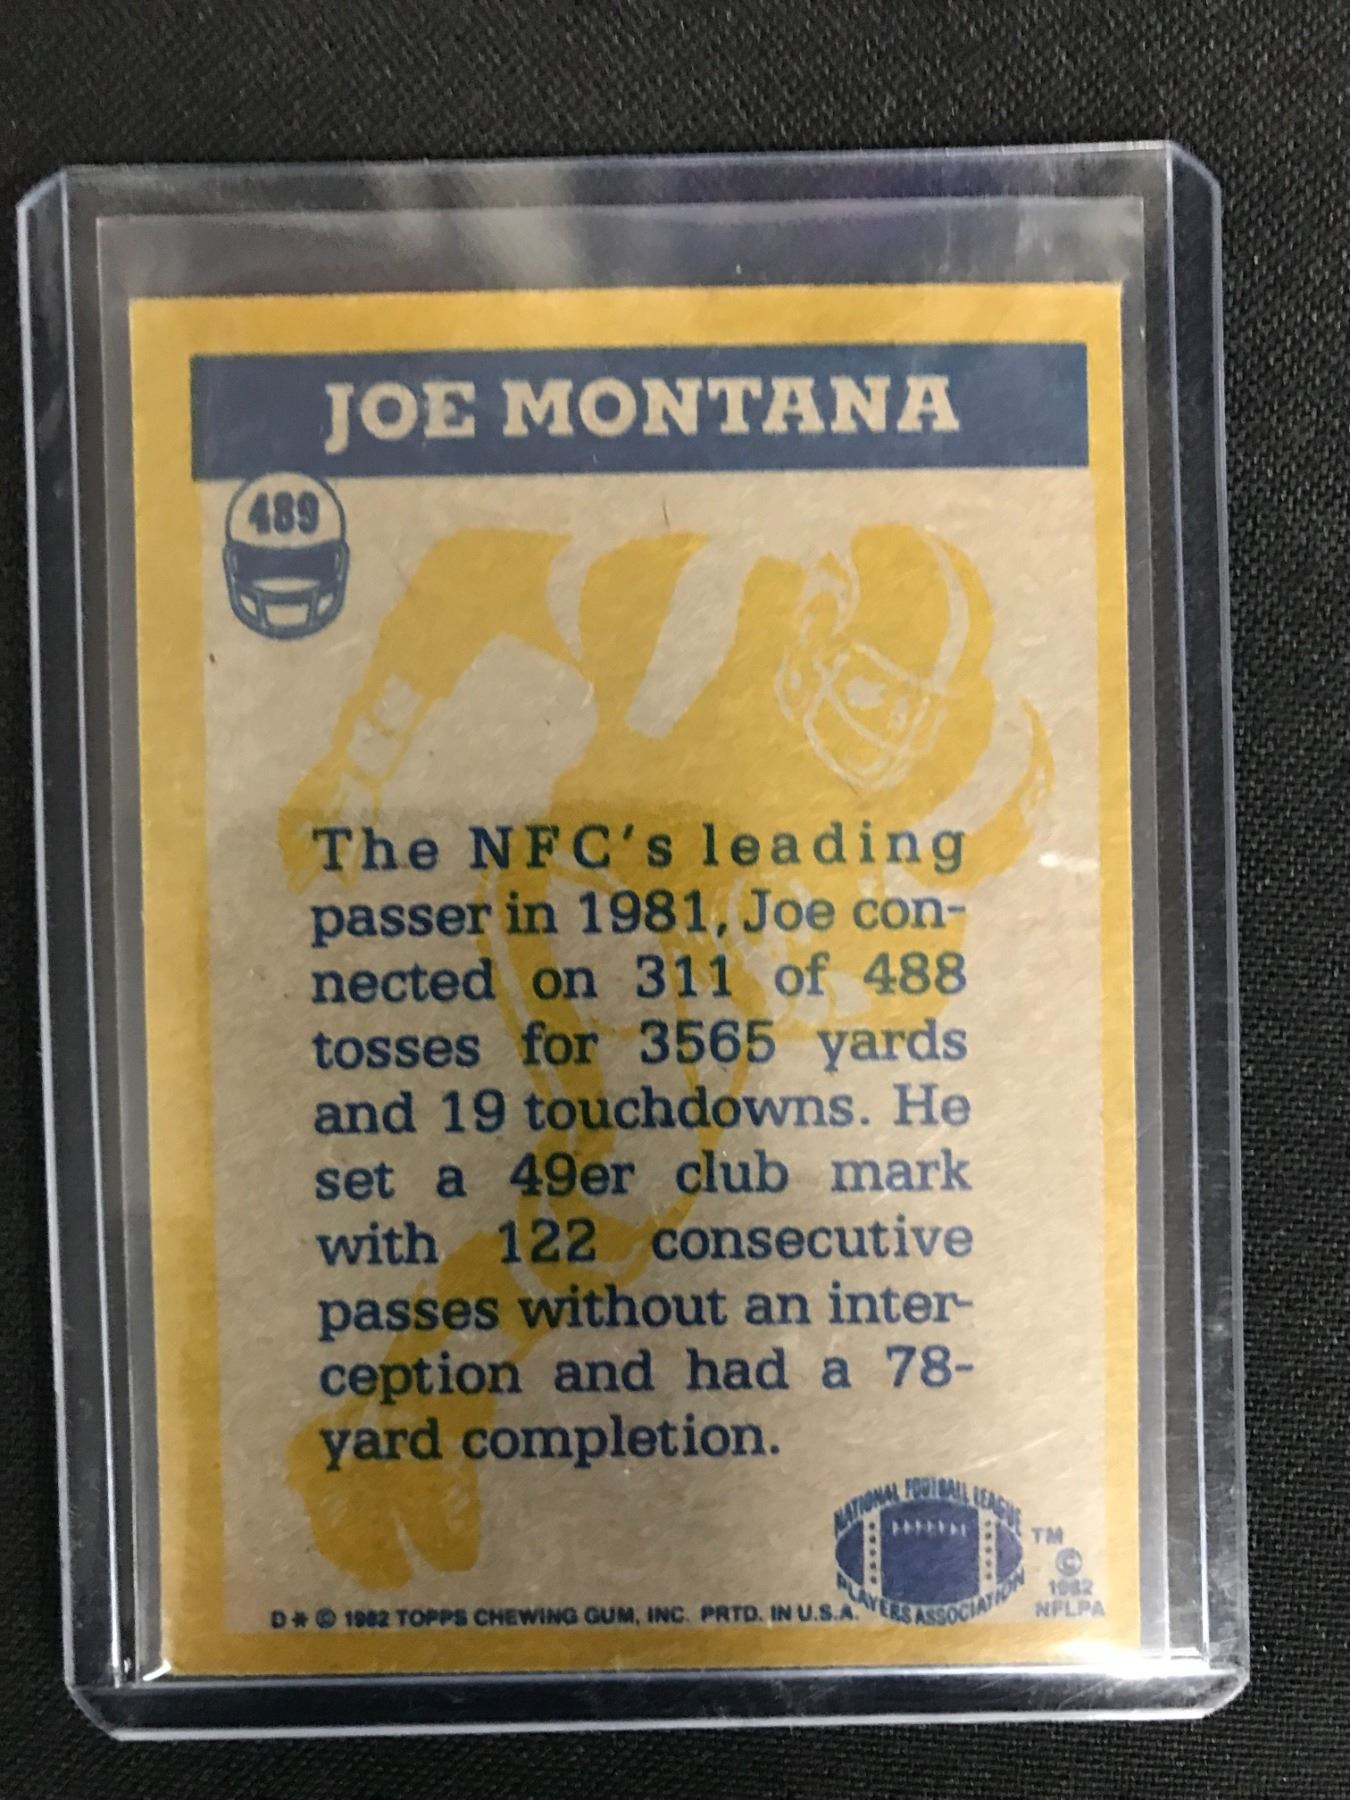 JOE MONTANA
489
The NFC's leading
passer in 1981, Joe con-
nected on 311 of 488
tosses for 3565 yards
and 19 touchdowns. He
set a 49er club mark
with 122 consecutive
passes without an inter-
ception and had a 78-
yard completion.
NATIONAL FOOTBALL LEAGUE
PLAYERS ASSOCIATION
TM
©
1982
NFLPA
D * © 1982 TOPPS CHEWING GUM, INC. PRTD. IN U.S.A.